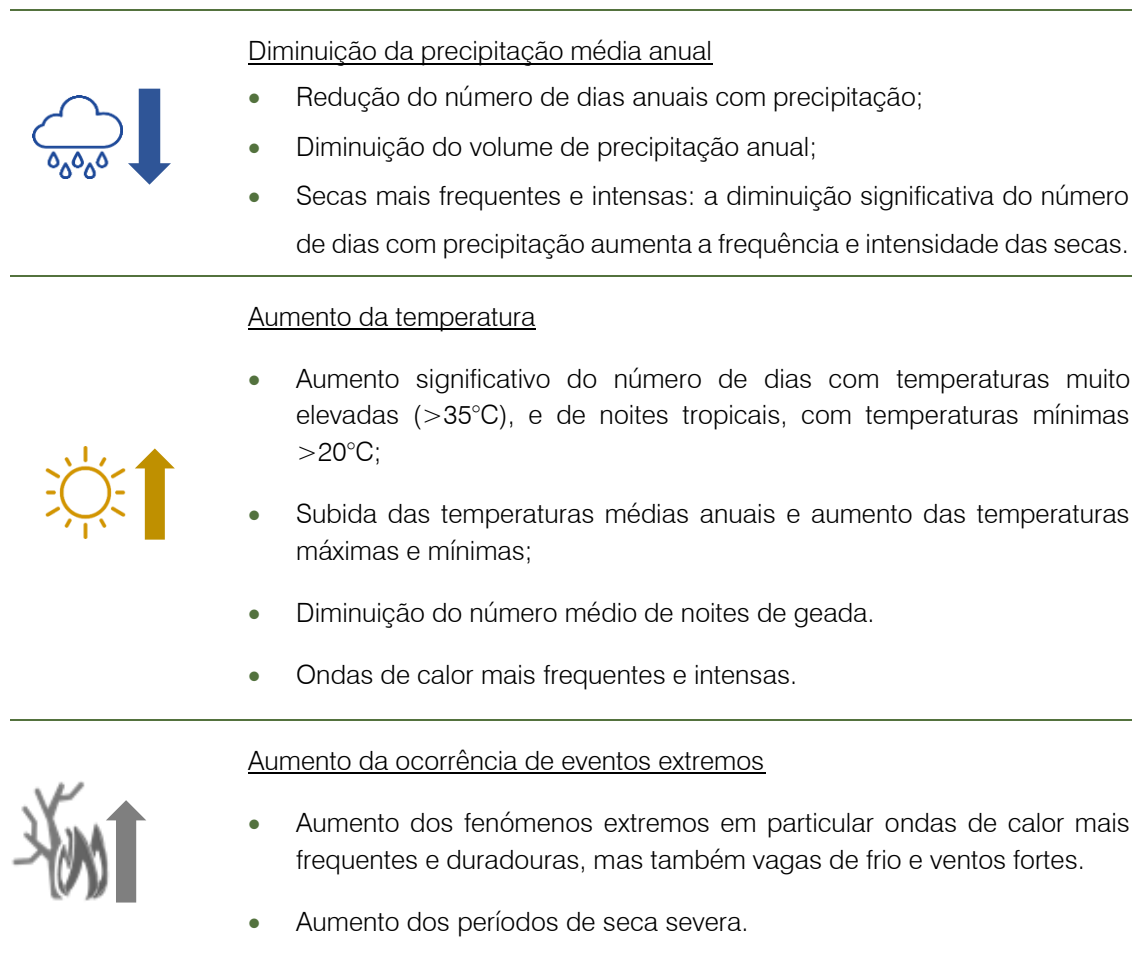 Diminuição da precipitação média anual
• Redução do número de dias anuais com precipitação;
• Diminuição do volume de precipitação anual;
• Secas mais frequentes e intensas: a diminuição significativa do número
de dias com precipitação aumenta a frequência e intensidade das secas.
Aumento da temperatura
• Aumento significativo do número de dias com temperaturas muito
elevadas (>35°C), e de noites tropicais, com temperaturas mínimas
>20°C;
• Subida das temperaturas médias anuais e aumento das temperaturas
máximas e mínimas;
• Diminuição do número médio de noites de geada.
• Ondas de calor mais frequentes e intensas.
Aumento da ocorrência de eventos extremos
• Aumento dos fenómenos extremos em particular ondas de calor mais
frequentes e duradouras, mas também vagas de frio e ventos fortes.
• Aumento dos períodos de seca severa.